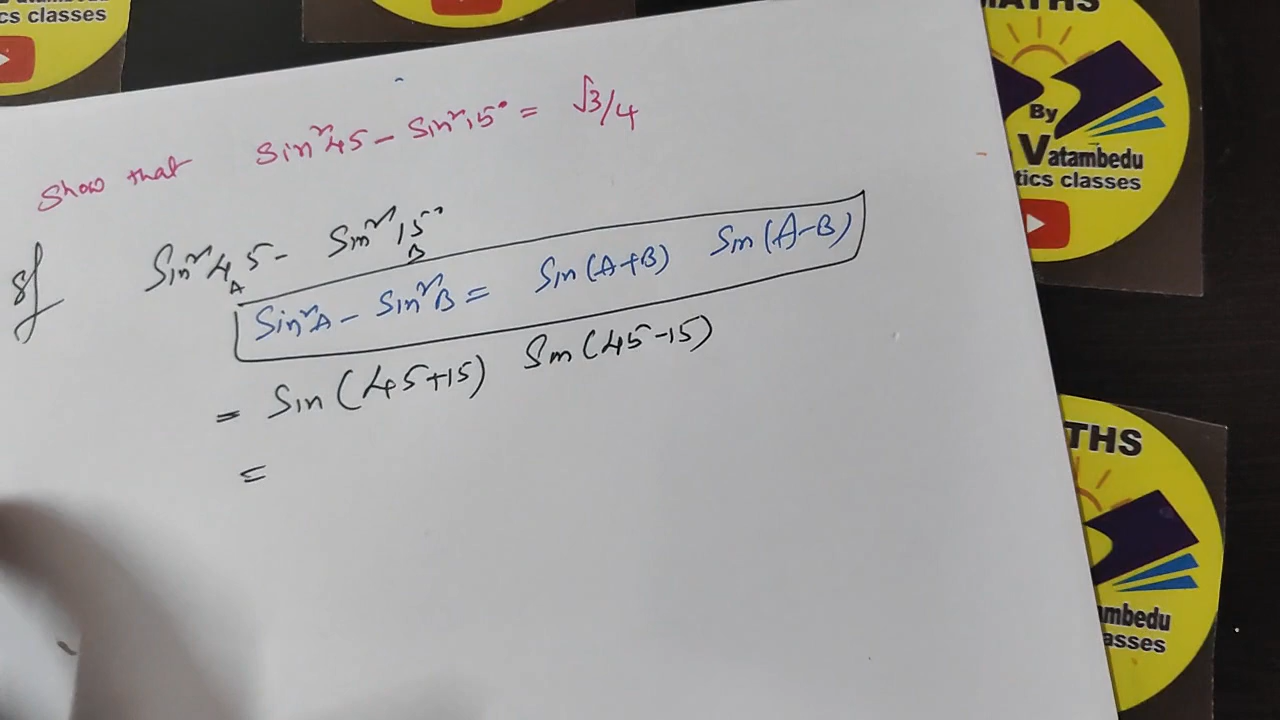 cs classes
MATHS
By
Vatambedu
tics classes
Show that Sin²45 - Sin²15° = √3/4
Sol Sin²45 - Sin²15°
A B
Sin²A - Sin²B = Sin(A+B) Sin(A-B)
= Sin(45+15) Sin(45-15)
=
THS
mbedu
asses